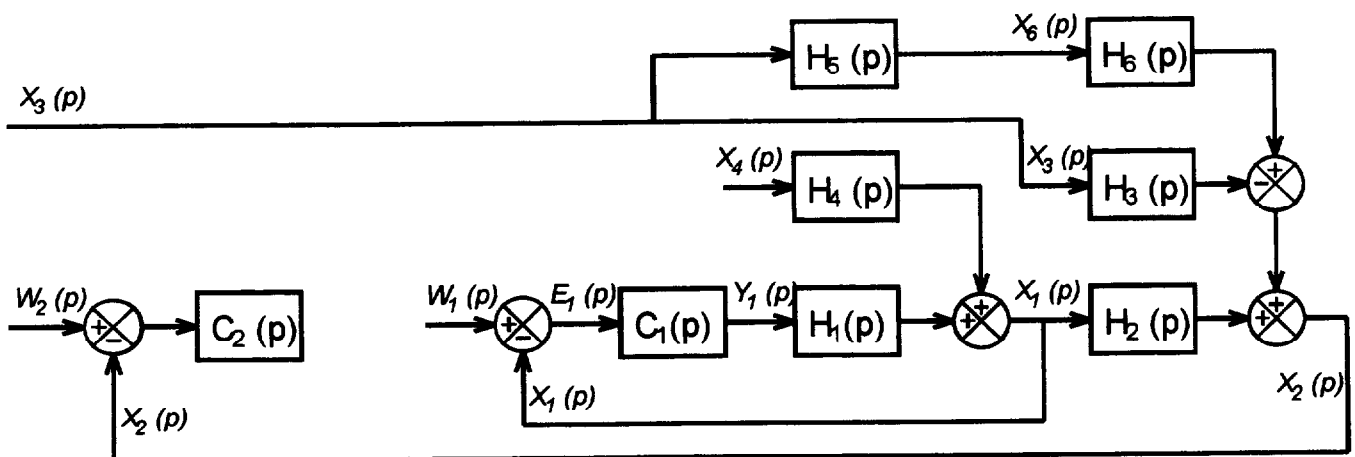 X6 (p)
H5 (p)
H6 (p)
X3 (p)
X4 (p)
X3 (p)
H4 (p)
H3 (p)
+
-
W2 (p)
W1 (p)
E1 (p)
Y1 (p)
X1 (p)
+
-
C2 (p)
+
-
C1(p)
H1(p)
+
+
H2 (p)
+
+
X2 (p)
X1 (p)
X2 (p)